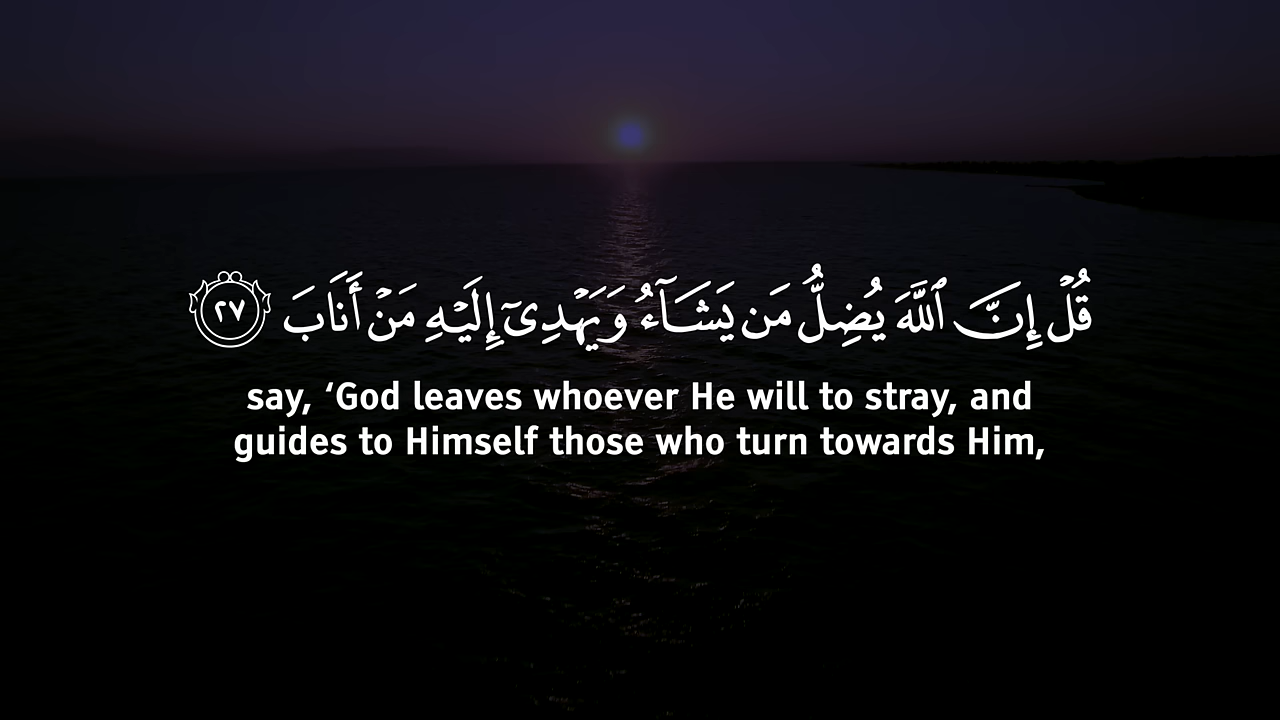 قُلْ إِنَّ ٱللَّهَ يُضِلُّ مَن يَشَآءُ وَيَهْدِىٓ إِلَيْهِ مَنْ أَنَابَ ٢٧
say, ‘God leaves whoever He will to stray, and
guides to Himself those who turn towards Him,